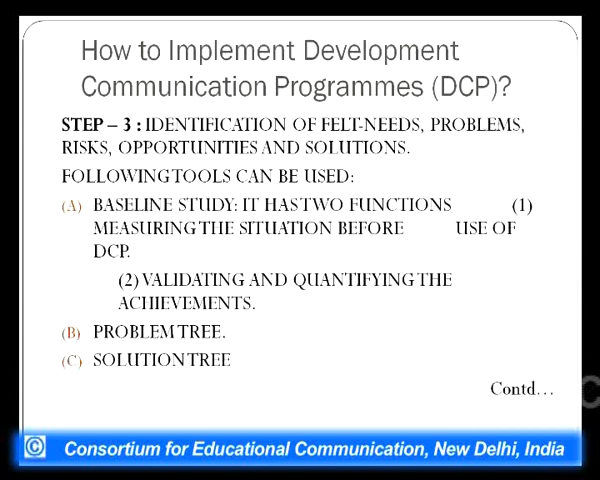 How to Implement Development
Communication Programmes (DCP)?
STEP – 3 : IDENTIFICATION OF FELT-NEEDS, PROBLEMS,
RISKS, OPPORTUNITIES AND SOLUTIONS.
FOLLOWING TOOLS CAN BE USED:
(A) BASELINE STUDY: IT HAS TWO FUNCTIONS (1)
MEASURING THE SITUATION BEFORE USE OF
DCP.
(2) VALIDATING AND QUANTIFYING THE
ACHIEVEMENTS.
(B) PROBLEM TREE.
(C) SOLUTION TREE
Contd...
© Consortium for Educational Communication, New Delhi, India